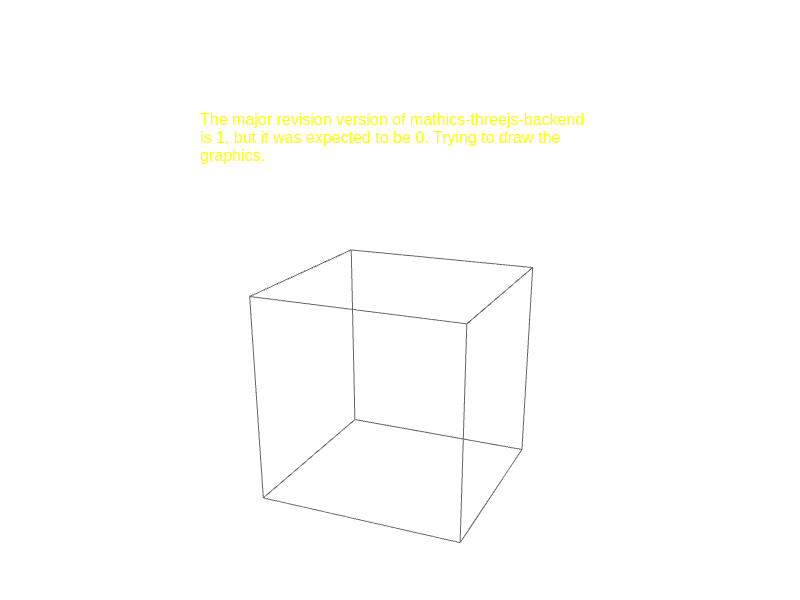 The major revision version of mathics-threejs-backend
is 1, but it was expected to be 0. Trying to draw the
graphics.